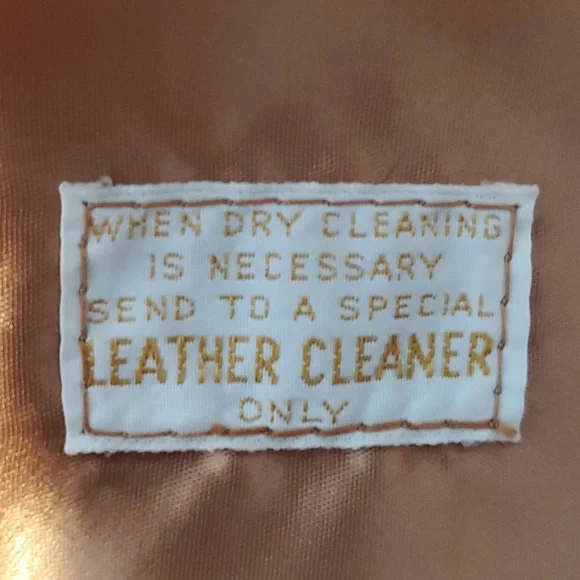 WHEN DRY CLEANING
IS NECESSARY
SEND TO A SPECIAL
LEATHER CLEANER
ONLY